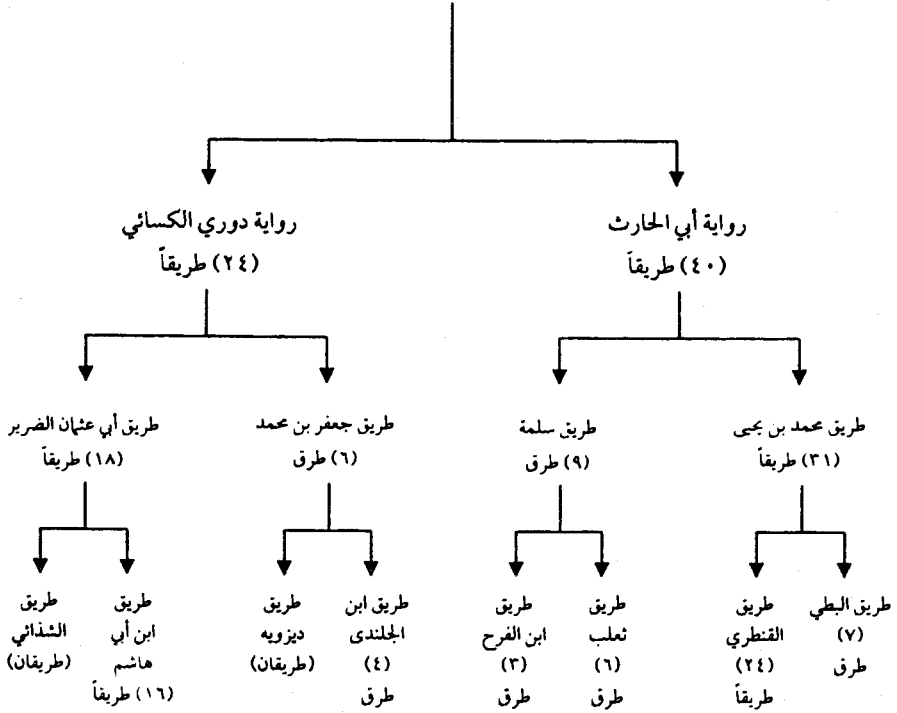 رواية أبي الحارث
(٤٠) طريقاً
رواية دوري الكسائي
(٢٤) طريقاً
طريق محمد بن يحيى
(٣١) طريقاً
طريق سلمة
(٩) طرق
طريق جعفر بن محمد
(٦) طرق
طريق أبي عثمان الضرير
(١٨) طريقاً
طريق البطي
(٧)
طرق
طريق
القنطري
(٢٤)
طريقاً
طريق
ثعلب
(٦)
طرق
طريق
ابن الفرح
(٣)
طرق
طريق ابن
الجلندى
(٤)
طرق
طريق
ديزويه
(طريقان)
طريق
ابن أبي
هاشم
(١٦) طريقاً
طريق
الشذائي
(طريقان)